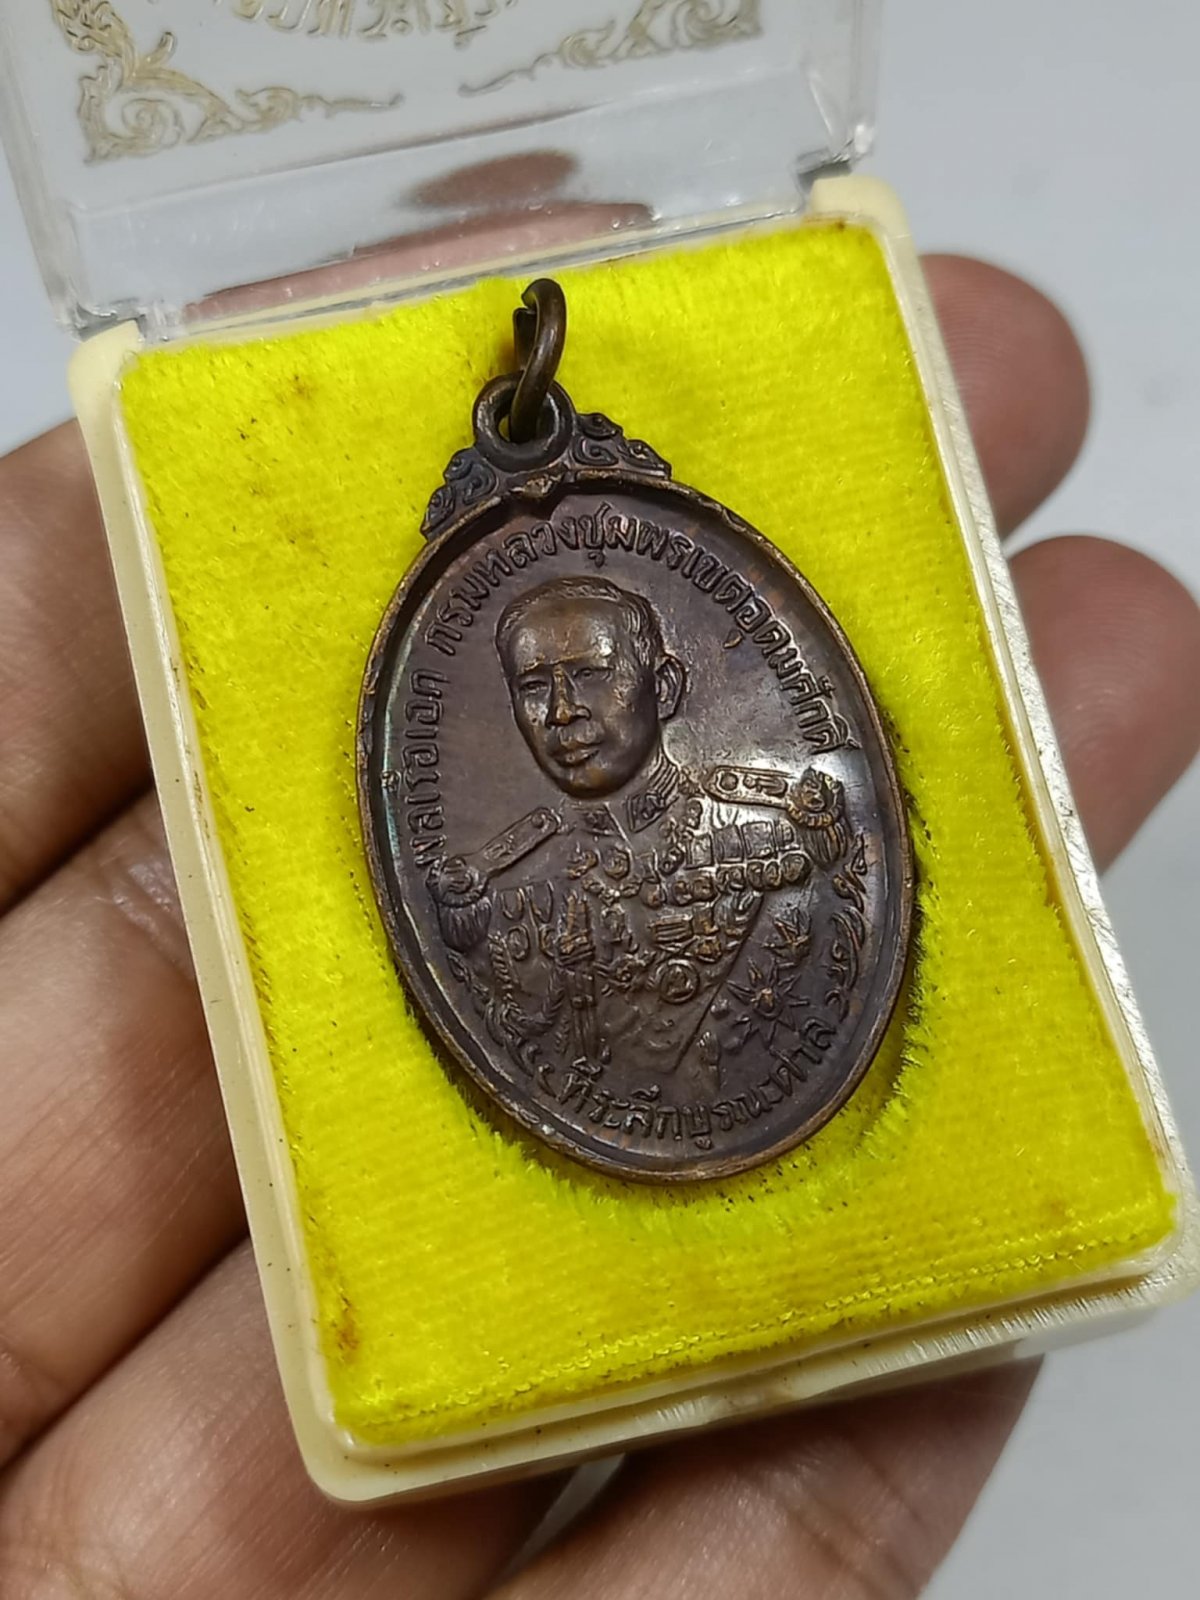 พลเรือเอก กรมหลวงชุมพรเขตอุดมศักดิ์
ที่ระลึกบูรณะศาล